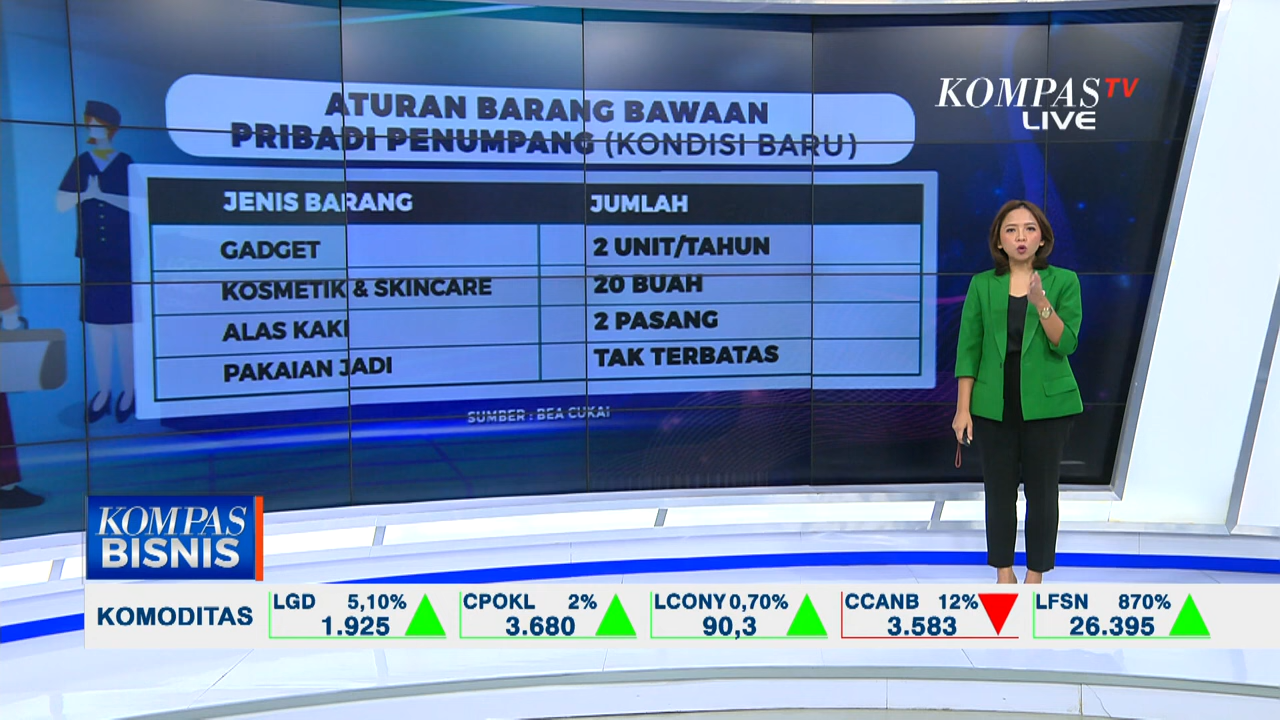 KOMPASTV
LIVE
ATURAN BARANG BAWAAN
PRIBADI PENUMPANG (KONDISI BARU)
JENIS BARANG JUMLAH
GADGET 2 UNIT/TAHUN
KOSMETIK & SKINCARE 20 BUAH
ALAS KAKI 2 PASANG
PAKAIAN JADI TAK TERBATAS
SUMBER : BEA CUKAI
KOMPAS
BISNIS
KOMODITAS
LGD 5,10%
1.925
CPOKL 2%
3.680
LCONY 0,70%
90,3
CCANB 12%
3.583
LFSN 870%
26.395